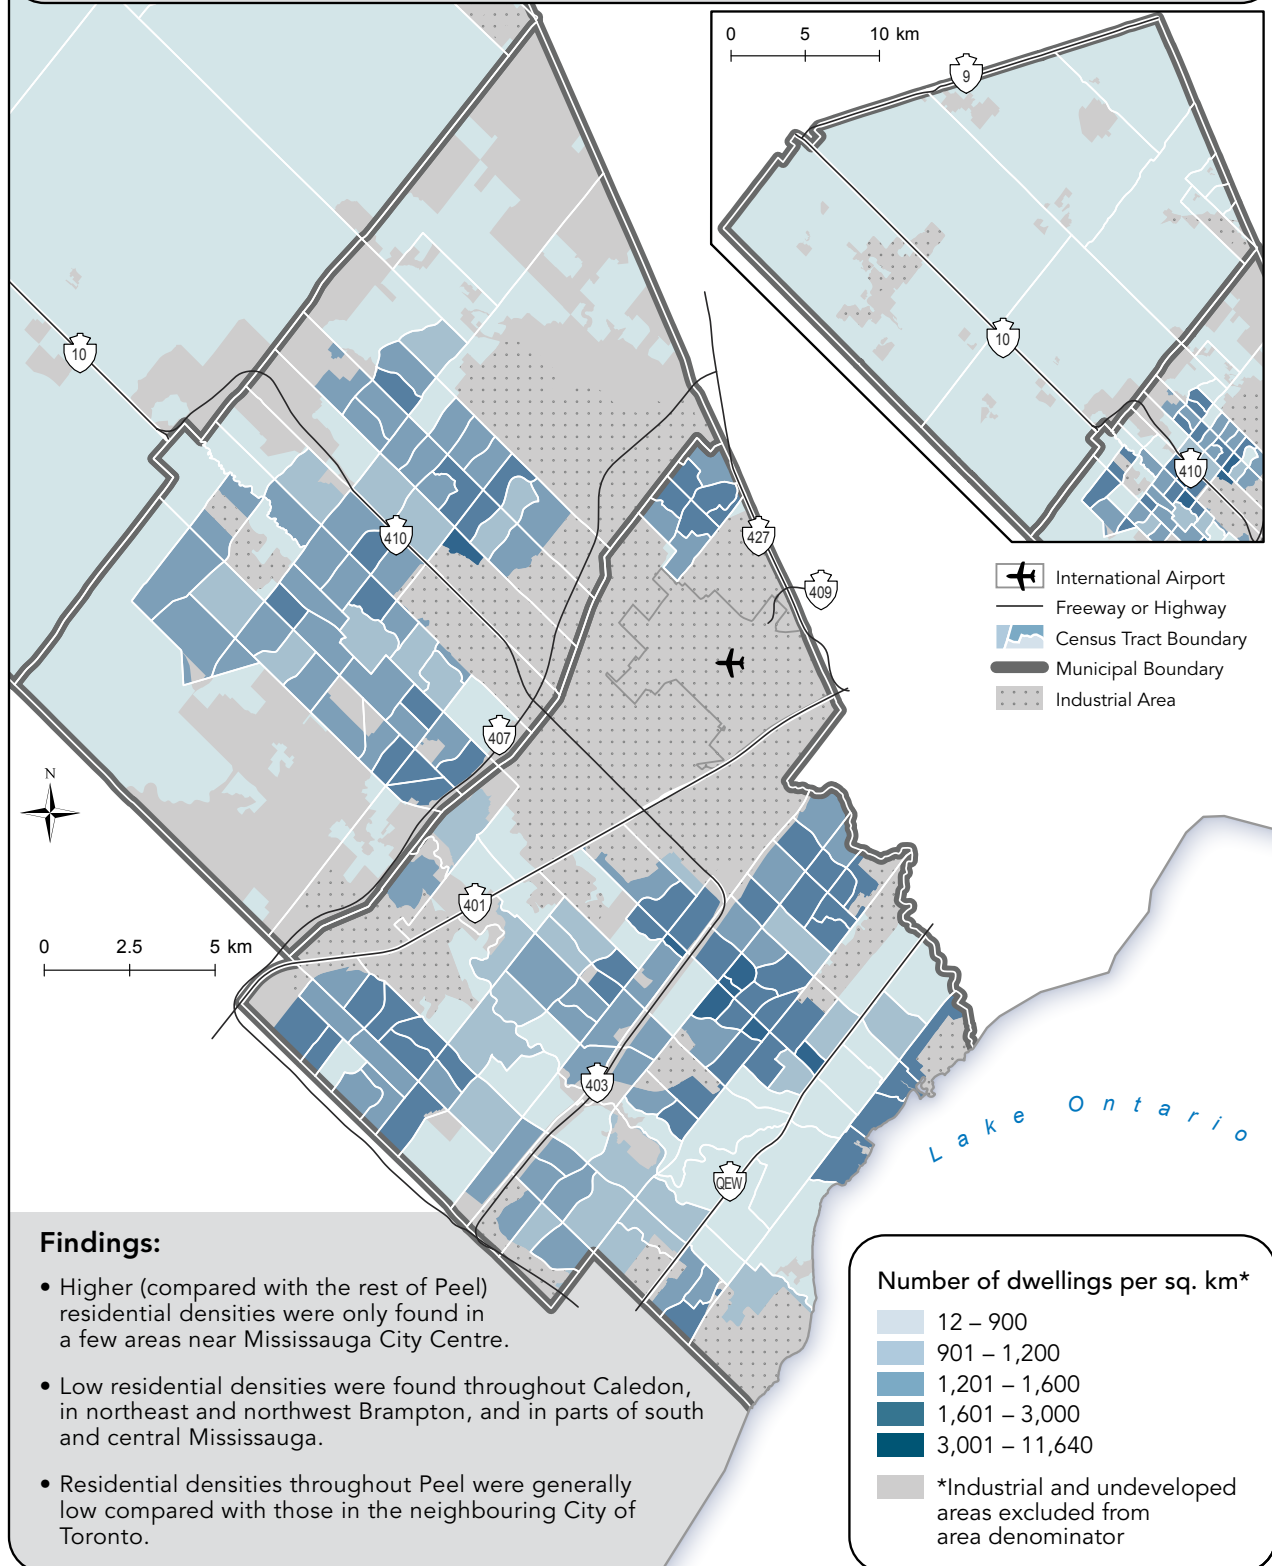 0 5 10 km
9
10
410
10
410
427
409
407
401
403
QEW
N
0 2.5 5 km
International Airport
Freeway or Highway
Census Tract Boundary
Municipal Boundary
Industrial Area
Lake Ontario
Findings:
• Higher (compared with the rest of Peel)
residential densities were only found in
a few areas near Mississauga City Centre.
• Low residential densities were found throughout Caledon,
in northeast and northwest Brampton, and in parts of south
and central Mississauga.
• Residential densities throughout Peel were generally
low compared with those in the neighbouring City of
Toronto.
Number of dwellings per sq. km*
12 – 900
901 – 1,200
1,201 – 1,600
1,601 – 3,000
3,001 – 11,640
*Industrial and undeveloped
areas excluded from
area denominator